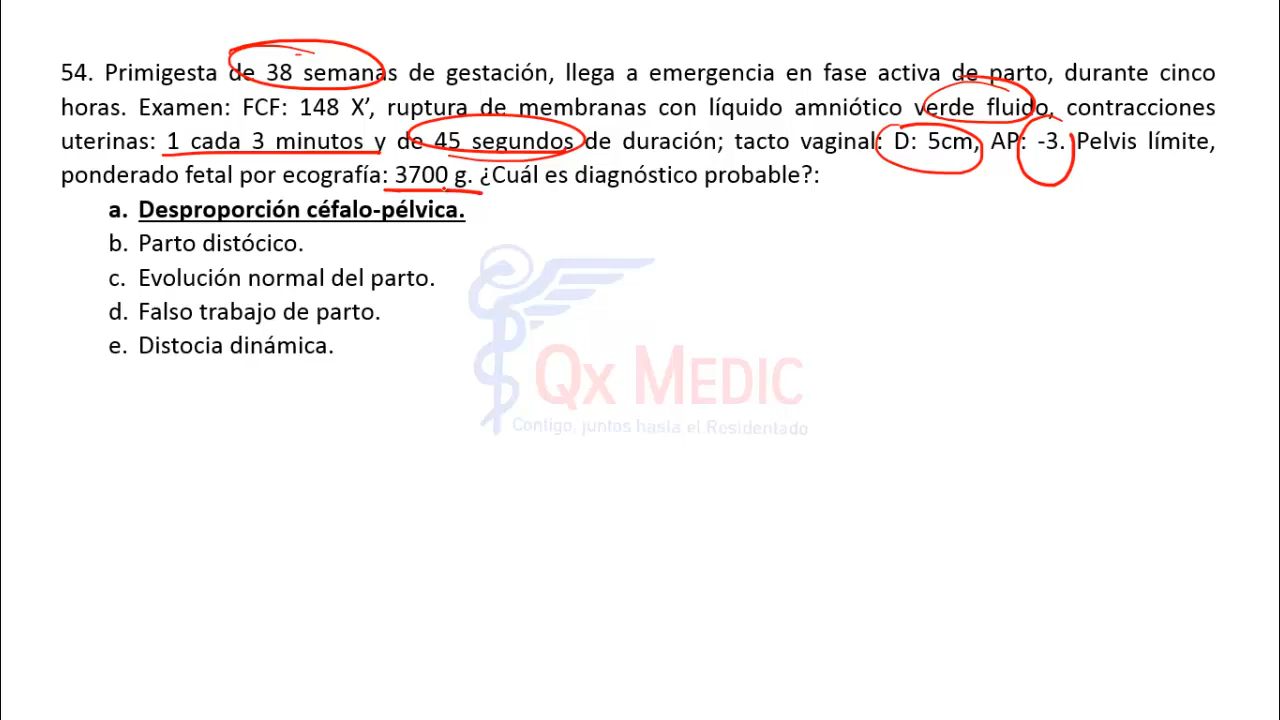 54. Primigesta de 38 semanas de gestación, llega a emergencia en fase activa de parto, durante cinco
horas. Examen: FCF: 148 X’, ruptura de membranas con líquido amniótico verde fluido, contracciones
uterinas: 1 cada 3 minutos y de 45 segundos de duración; tacto vaginal: D: 5cm, AP: -3. Pelvis límite,
ponderado fetal por ecografía: 3700 g. ¿Cuál es diagnóstico probable?:
a. Desproporción céfalo-pélvica.
b. Parto distócico.
c. Evolución normal del parto.
d. Falso trabajo de parto.
e. Distocia dinámica.
Qx MEDIC
Contigo, juntos hasta el Residentado